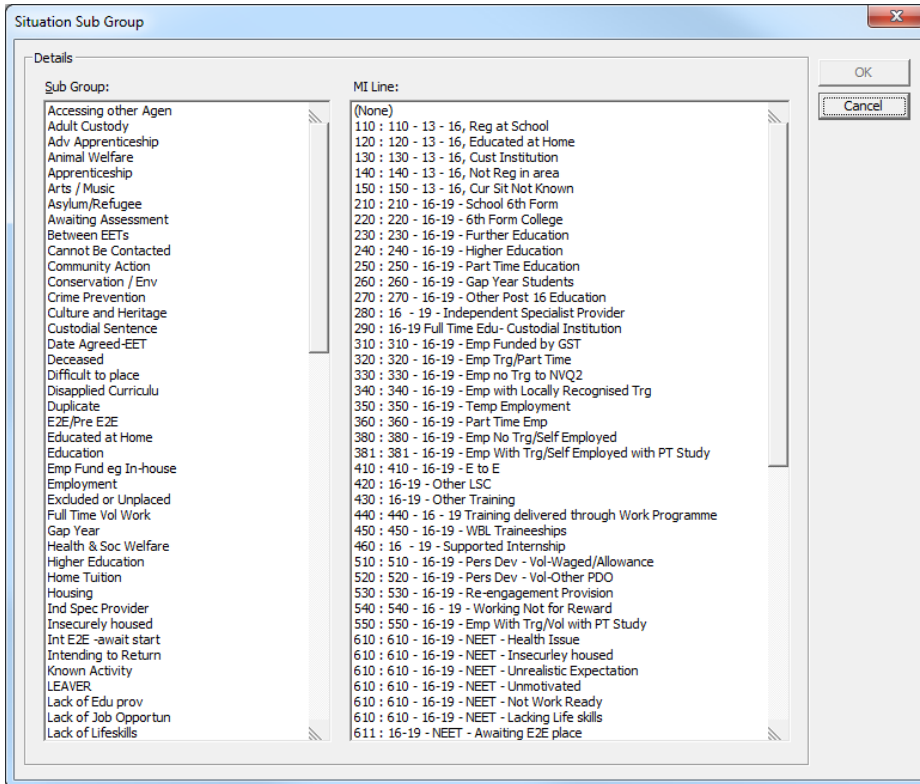 Situation Sub Group
Details
Sub Group:
Accessing other Agen
Adult Custody
Adv Apprenticeship
Animal Welfare
Apprenticeship
Arts / Music
Asylum/Refugee
Awaiting Assessment
Between EETs
Cannot Be Contacted
Community Action
Conservation / Env
Crime Prevention
Culture and Heritage
Custodial Sentence
Date Agreed-EET
Deceased
Difficult to place
Disapplied Curriculu
Duplicate
E2E/Pre E2E
Educated at Home
Education
Emp Fund eg In-house
Employment
Excluded or Unplaced
Full Time Vol Work
Gap Year
Health & Soc Welfare
Higher Education
Home Tuition
Housing
Ind Spec Provider
Insecurely housed
Int E2E -await start
Intending to Return
Known Activity
LEAVER
Lack of Edu prov
Lack of Job Opportun
Lack of Lifeskills
MI Line:
(None)
110 : 110 - 13 - 16, Reg at School
120 : 120 - 13 - 16, Educated at Home
130 : 130 - 13 - 16, Cust Institution
140 : 140 - 13 - 16, Not Reg in area
150 : 150 - 13 - 16, Cur Sit Not Known
210 : 210 - 16-19 - School 6th Form
220 : 220 - 16-19 - 6th Form College
230 : 230 - 16-19 - Further Education
240 : 240 - 16-19 - Higher Education
250 : 250 - 16-19 - Part Time Education
260 : 260 - 16-19 - Gap Year Students
270 : 270 - 16-19 - Other Post 16 Education
280 : 16 - 19 - Independent Specialist Provider
290 : 16-19 Full Time Edu- Custodial Institution
310 : 310 - 16-19 - Emp Funded by GST
320 : 320 - 16-19 - Emp Trg/Part Time
330 : 330 - 16-19 - Emp no Trg to NVQ2
340 : 340 - 16-19 - Emp with Locally Recognised Trg
350 : 350 - 16-19 - Temp Employment
360 : 360 - 16-19 - Part Time Emp
380 : 380 - 16-19 - Emp No Trg/Self Employed
381 : 381 - 16-19 - Emp With Trg/Self Employed with PT Study
410 : 410 - 16-19 - E to E
420 : 16-19 - Other LSC
430 : 16-19 - Other Training
440 : 440 - 16 - 19 Training delivered through Work Programme
450 : 450 - 16-19 - WBL Traineeships
460 : 16 - 19 - Supported Internship
510 : 510 - 16-19 - Pers Dev - Vol-Waged/Allowance
520 : 520 - 16-19 - Pers Dev - Vol-Other PDO
530 : 530 - 16-19 - Re-engagement Provision
540 : 540 - 16 - 19 - Working Not for Reward
550 : 550 - 16-19 - Emp With Trg/Vol with PT Study
610 : 610 - 16-19 - NEET - Health Issue
610 : 610 - 16-19 - NEET - Insecurley housed
610 : 610 - 16-19 - NEET - Unrealistic Expectation
610 : 610 - 16-19 - NEET - Unmotivated
610 : 610 - 16-19 - NEET - Not Work Ready
610 : 610 - 16-19 - NEET - Lacking Life skills
611 : 16-19 - NEET - Awaiting E2E place
OK
Cancel